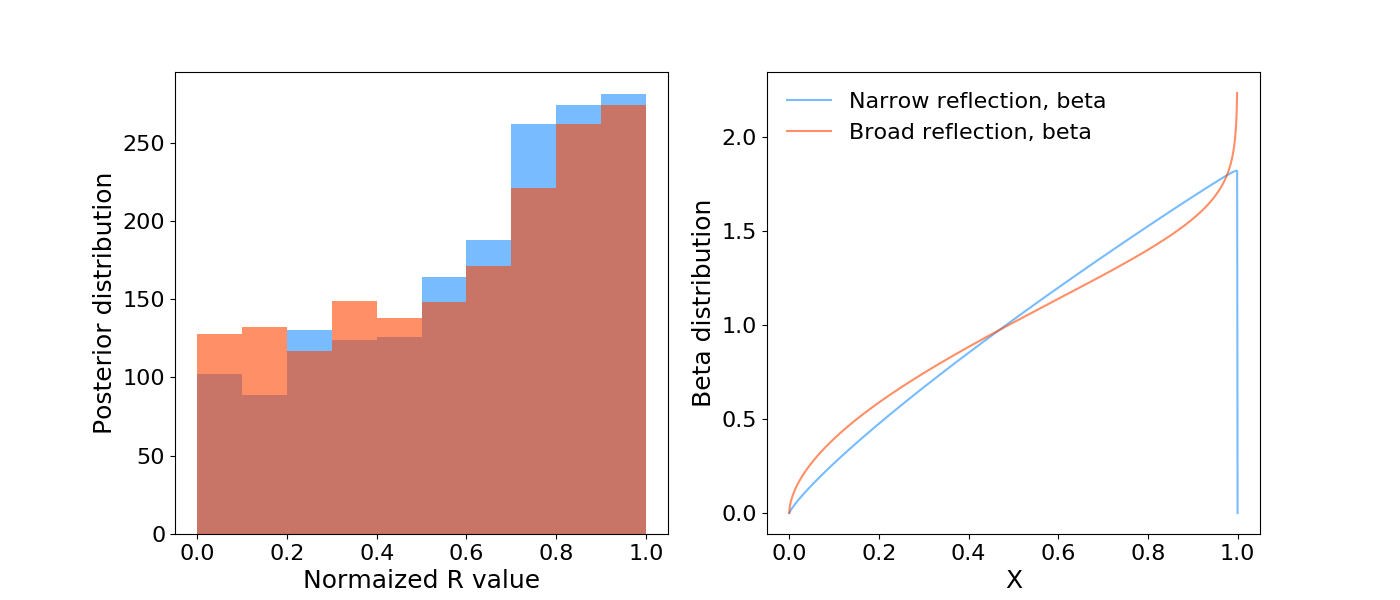 Posterior distribution
250
200
150
100
50
0
0.0 0.2 0.4 0.6 0.8 1.0
Normaized R value
Narrow reflection, beta
Broad reflection, beta
Beta distribution
2.0
1.5
1.0
0.5
0.0
0.0 0.2 0.4 0.6 0.8 1.0
X